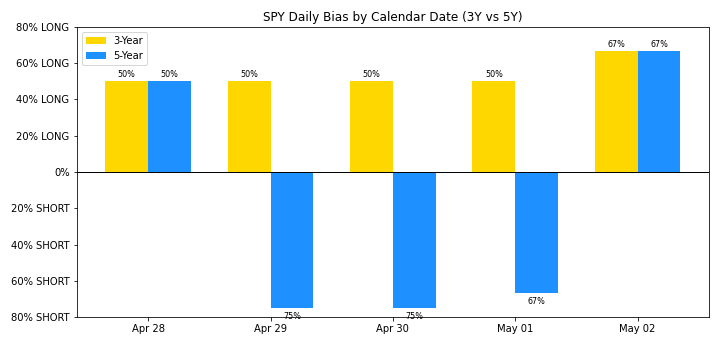 SPY Daily Bias by Calendar Date (3Y vs 5Y)
80% LONG
60% LONG
40% LONG
20% LONG
0%
20% SHORT
40% SHORT
60% SHORT
80% SHORT
3-Year
5-Year
50%
50%
50%
50%
50%
67%
67%
75%
75%
67%
Apr 28
Apr 29
Apr 30
May 01
May 02